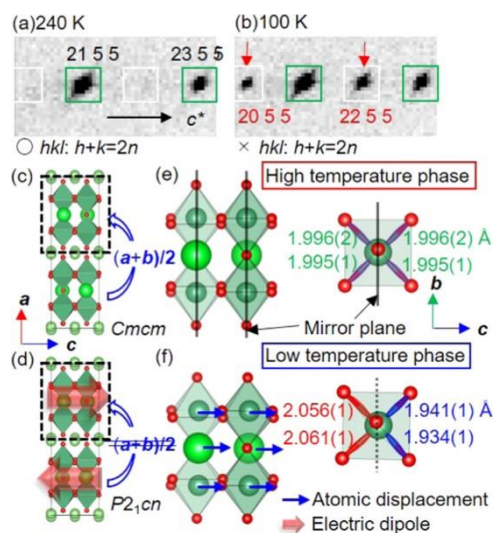 (a)240 K
(b)100 K
21 5 5
23 5 5
20 5 5
22 5 5
c*
○ hkl: h+k=2n
× hkl: h+k=2n
(c)
(e)
High temperature phase
(a+b)/2
1.996(2)
1.996(2) Å
1.995(1)
1.995(1)
b
a
c
Cmcm
Mirror plane
c
(d)
(f)
Low temperature phase
(a+b)/2
2.056(1)
1.941(1) Å
2.061(1)
1.934(1)
P2₁cn
Atomic displacement
Electric dipole